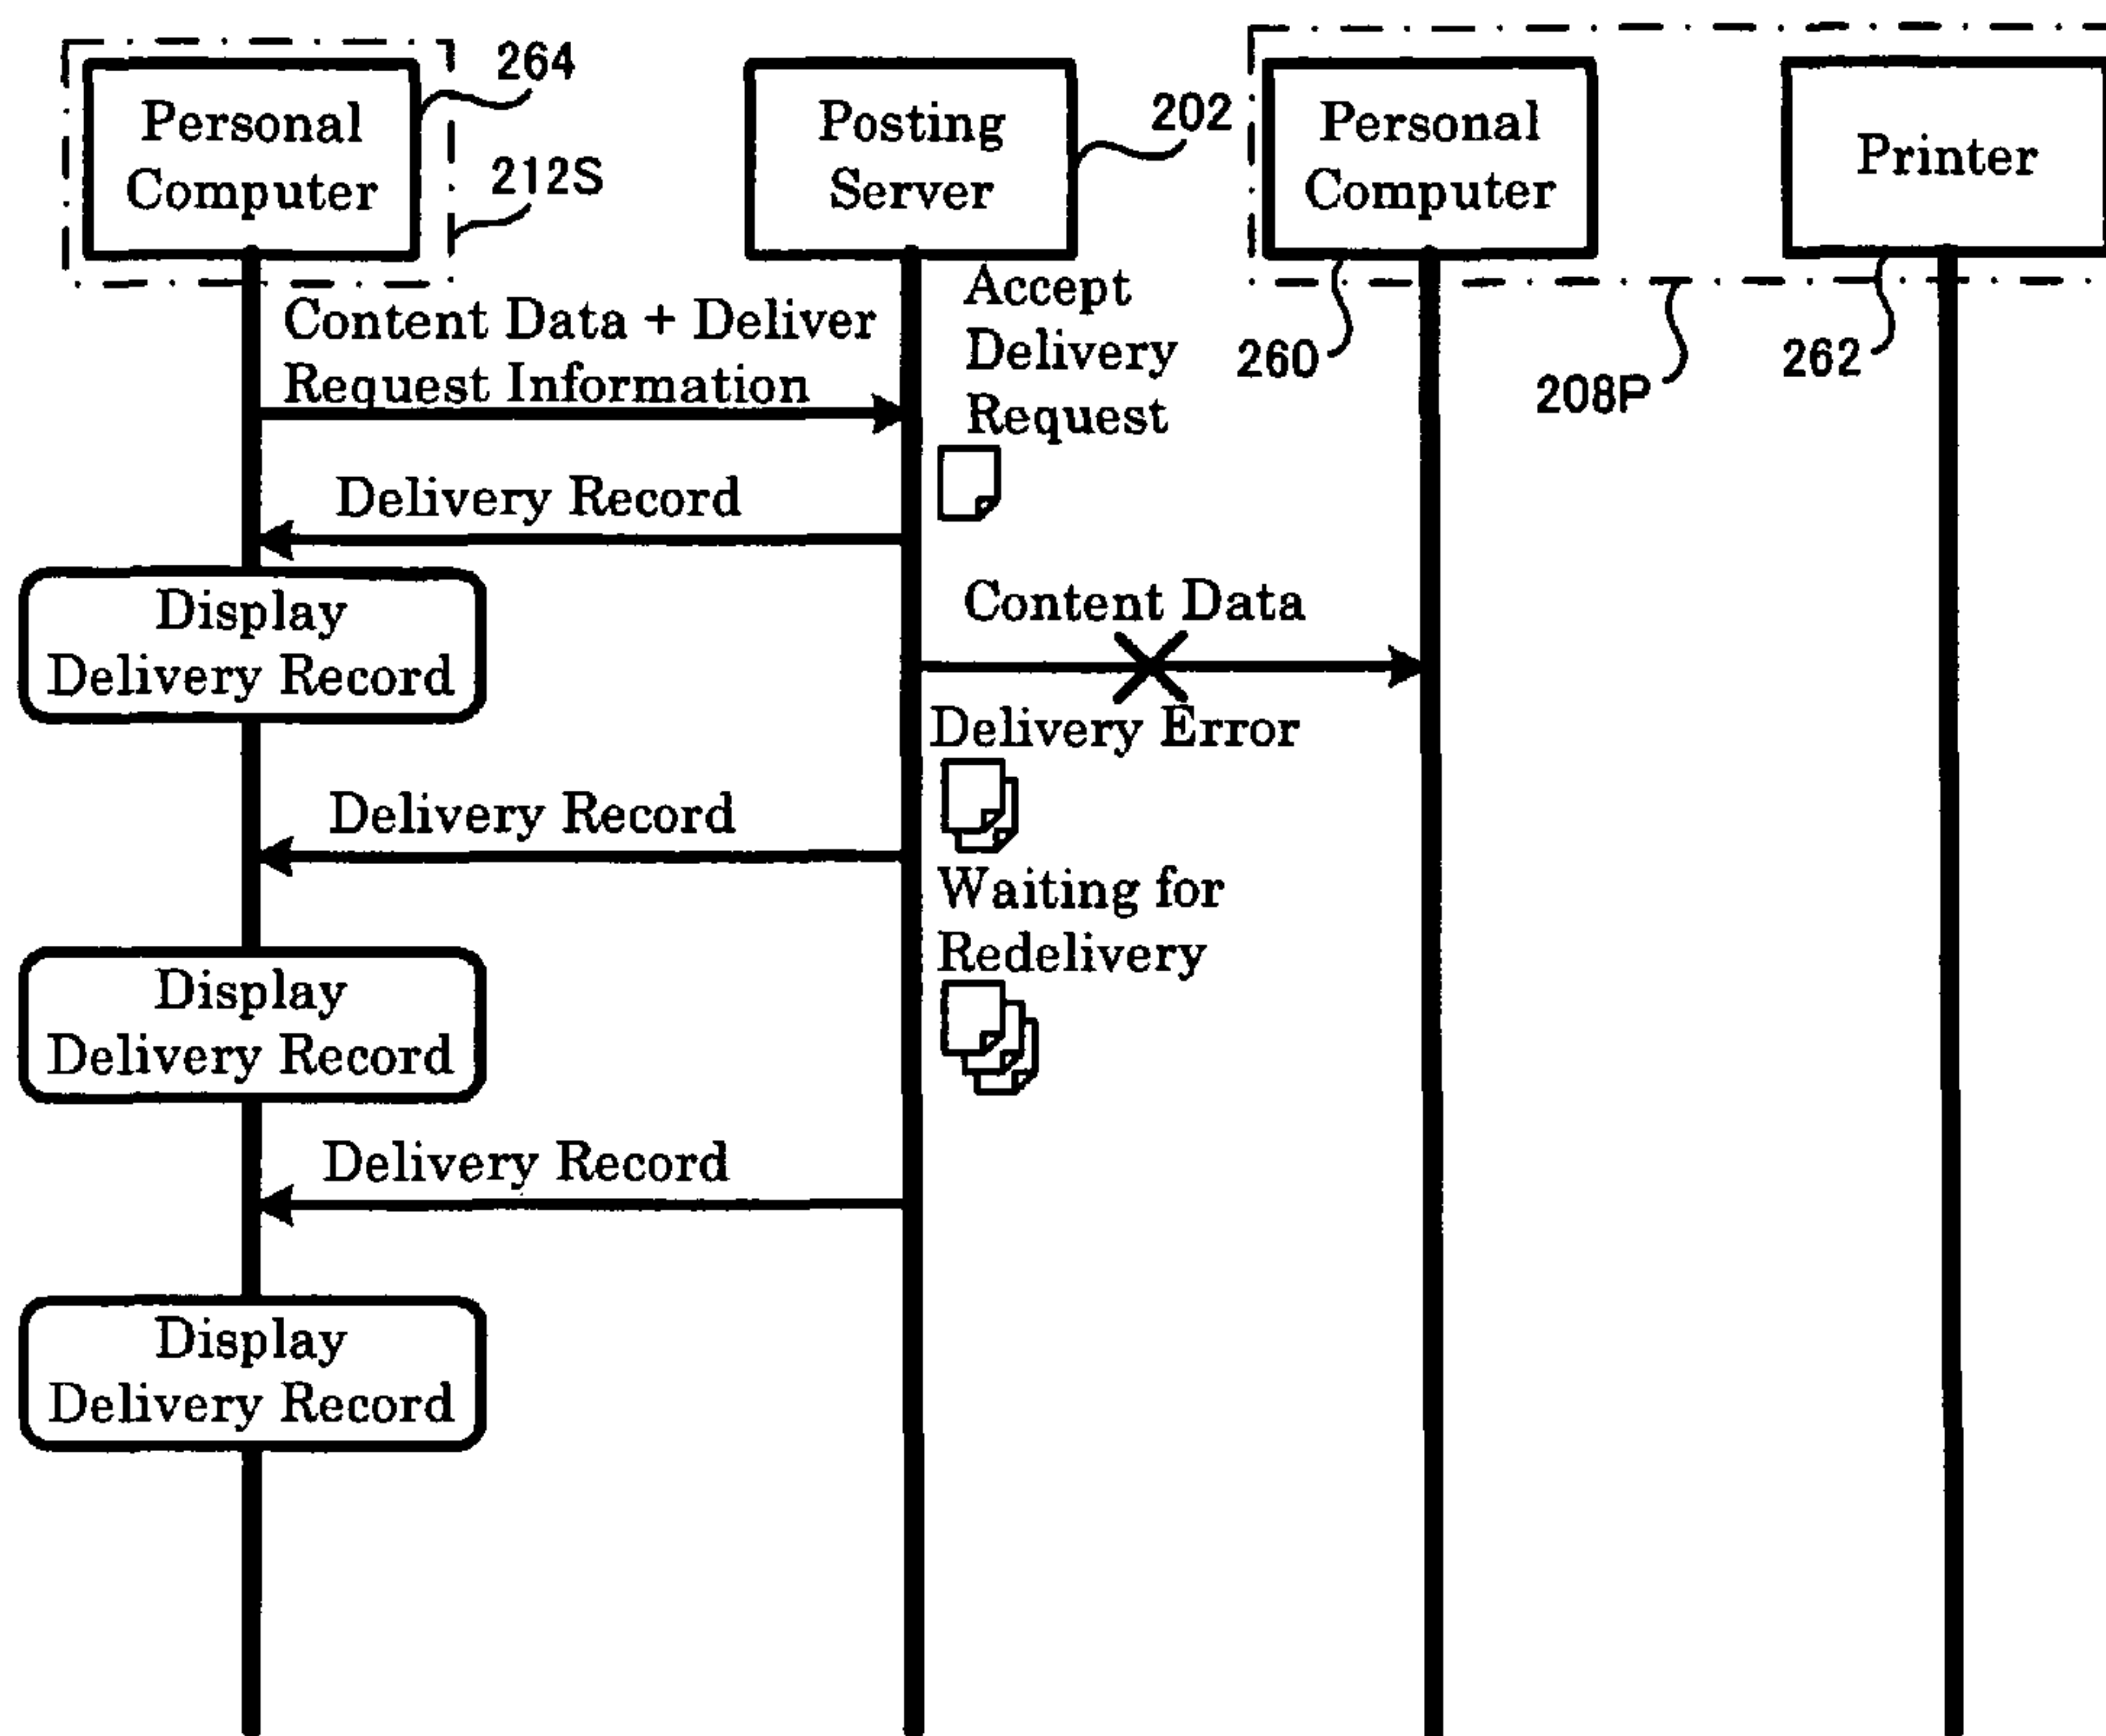 264
Personal
Computer
212S
Posting
Server
202
Personal
Computer
Printer
260
208P
262
Content Data + Deliver
Request Information
Accept
Delivery
Request
Delivery Record
Display
Delivery Record
Content Data
Delivery Error
Delivery Record
Waiting for
Redelivery
Display
Delivery Record
Delivery Record
Display
Delivery Record